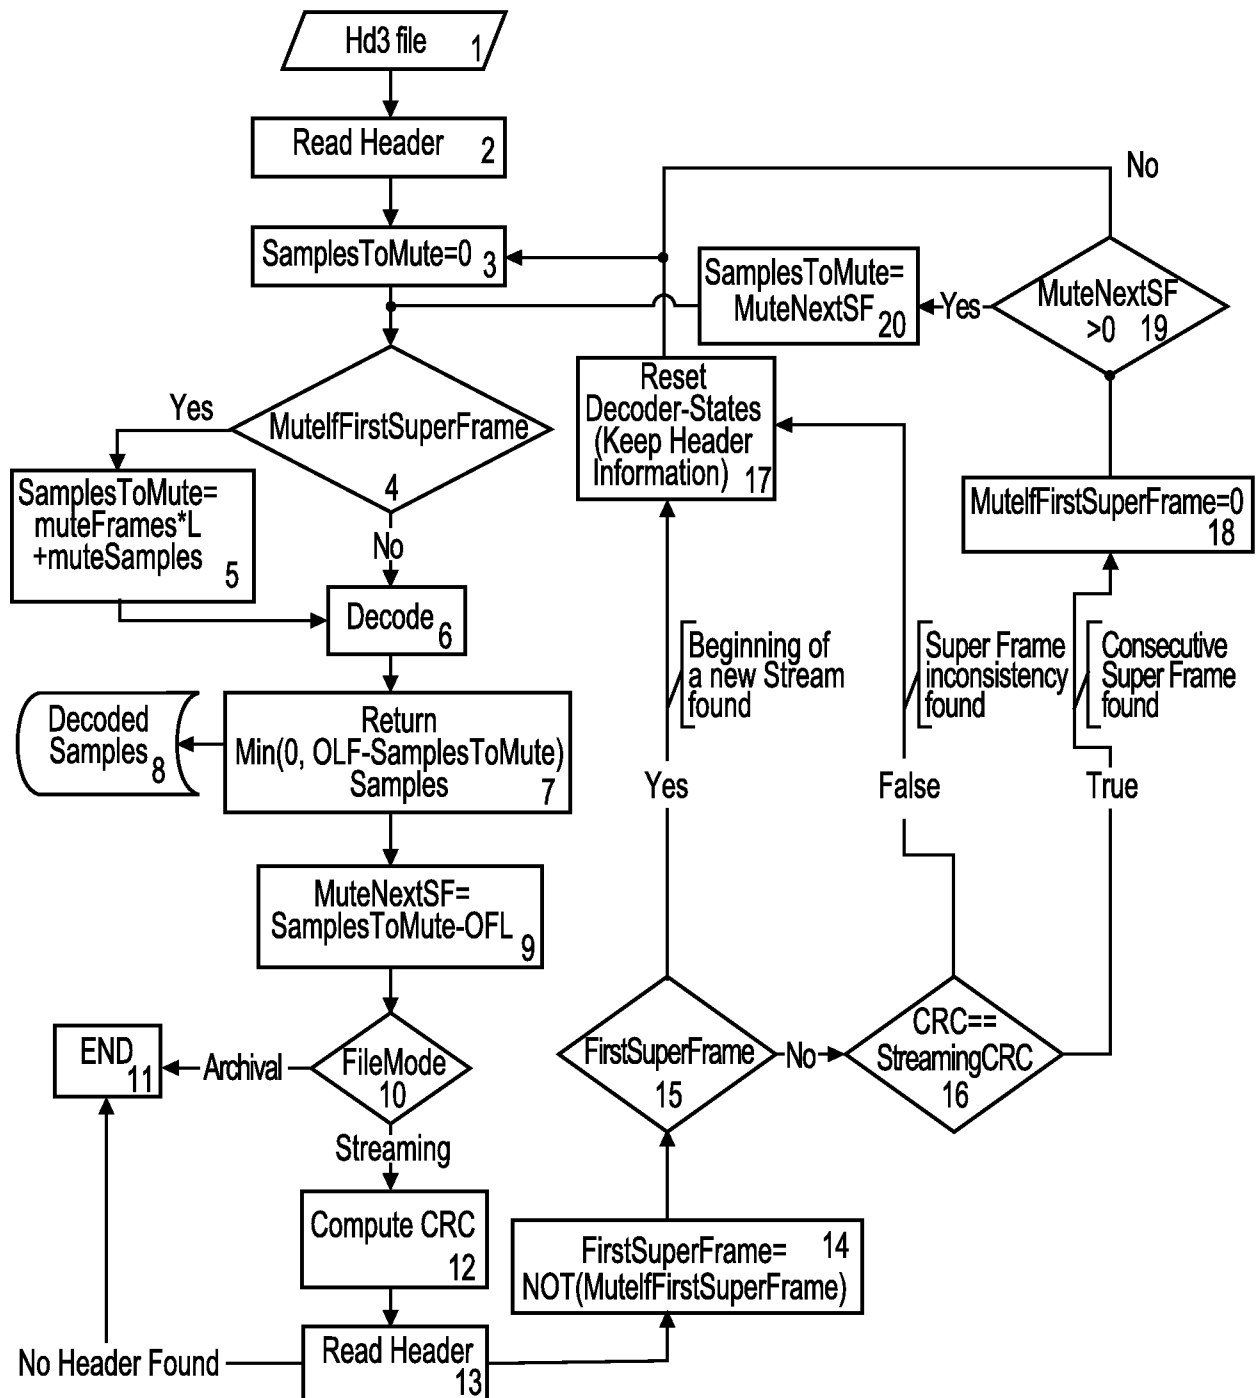 Hd3 file 1
Read Header 2
SamplesToMute=0 3
MuteIfFirstSuperFrame
4
Yes
SamplesToMute=
muteFrames*L
+muteSamples 5
No
Decode 6
Return
Min(0, OLF-SamplesToMute)
Samples 7
Decoded
Samples 8
MuteNextSF=
SamplesToMute-OFL 9
FileMode
10
Archival
END
11
Streaming
Compute CRC
12
Read Header
13
No Header Found
FirstSuperFrame= 14
NOT(MuteIfFirstSuperFrame)
FirstSuperFrame
15
No
CRC==
StreamingCRC
16
Yes
Beginning of
a new Stream
found
False
Super Frame
inconsistency
found
True
Consecutive
Super Frame
found
Reset
Decoder-States
(Keep Header
Information) 17
MuteIfFirstSuperFrame=0
18
MuteNextSF
>0 19
Yes
SamplesToMute=
MuteNextSF 20
No